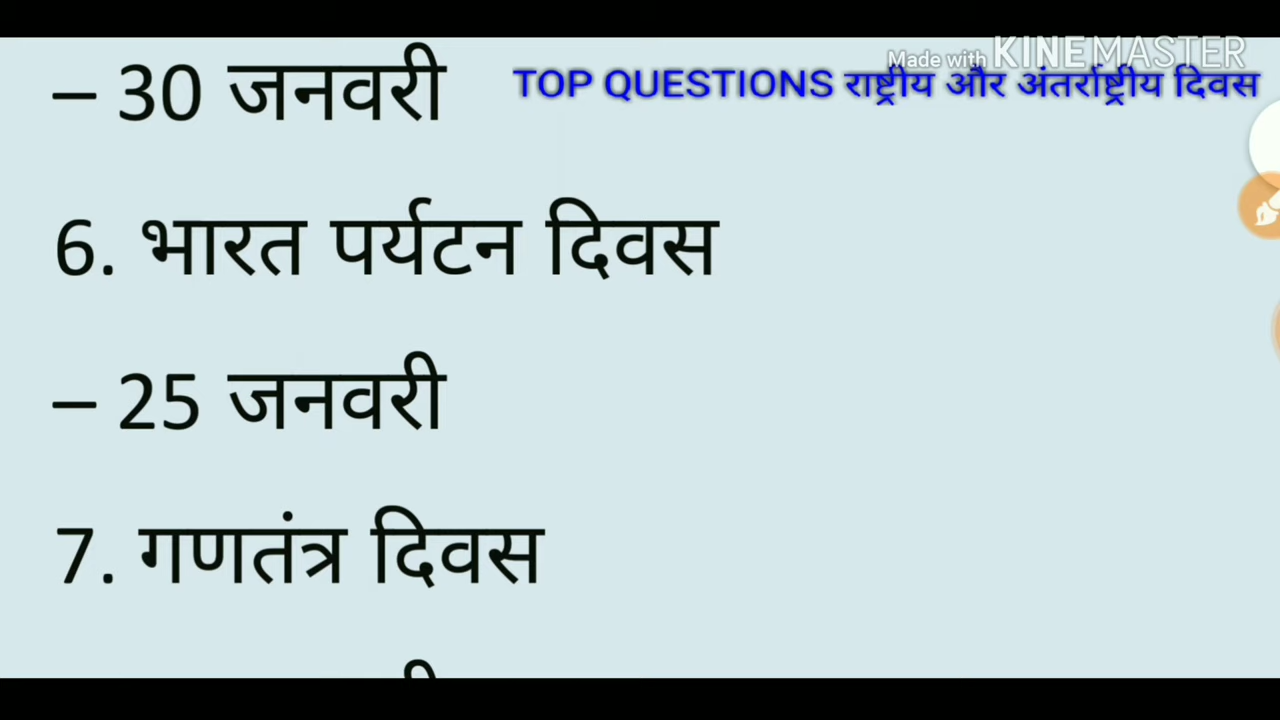 Made with KINEMASTER
TOP QUESTIONS राष्ट्रीय और अंतर्राष्ट्रीय दिवस
– 30 जनवरी
6. भारत पर्यटन दिवस
– 25 जनवरी
7. गणतंत्र दिवस